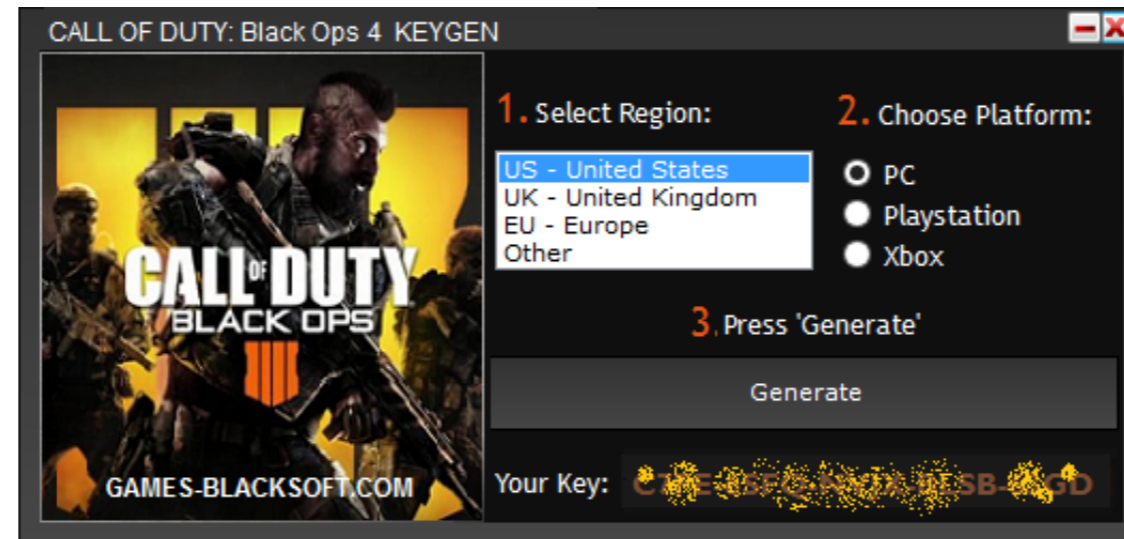 CALL OF DUTY: Black Ops 4 KEYGEN
CALL OF DUTY
BLACK OPS
IIII
GAMES-BLACKSOFT.COM
1. Select Region:
US - United States
UK - United Kingdom
EU - Europe
Other
2. Choose Platform:
PC
Playstation
Xbox
3. Press 'Generate'
Generate
Your Key: